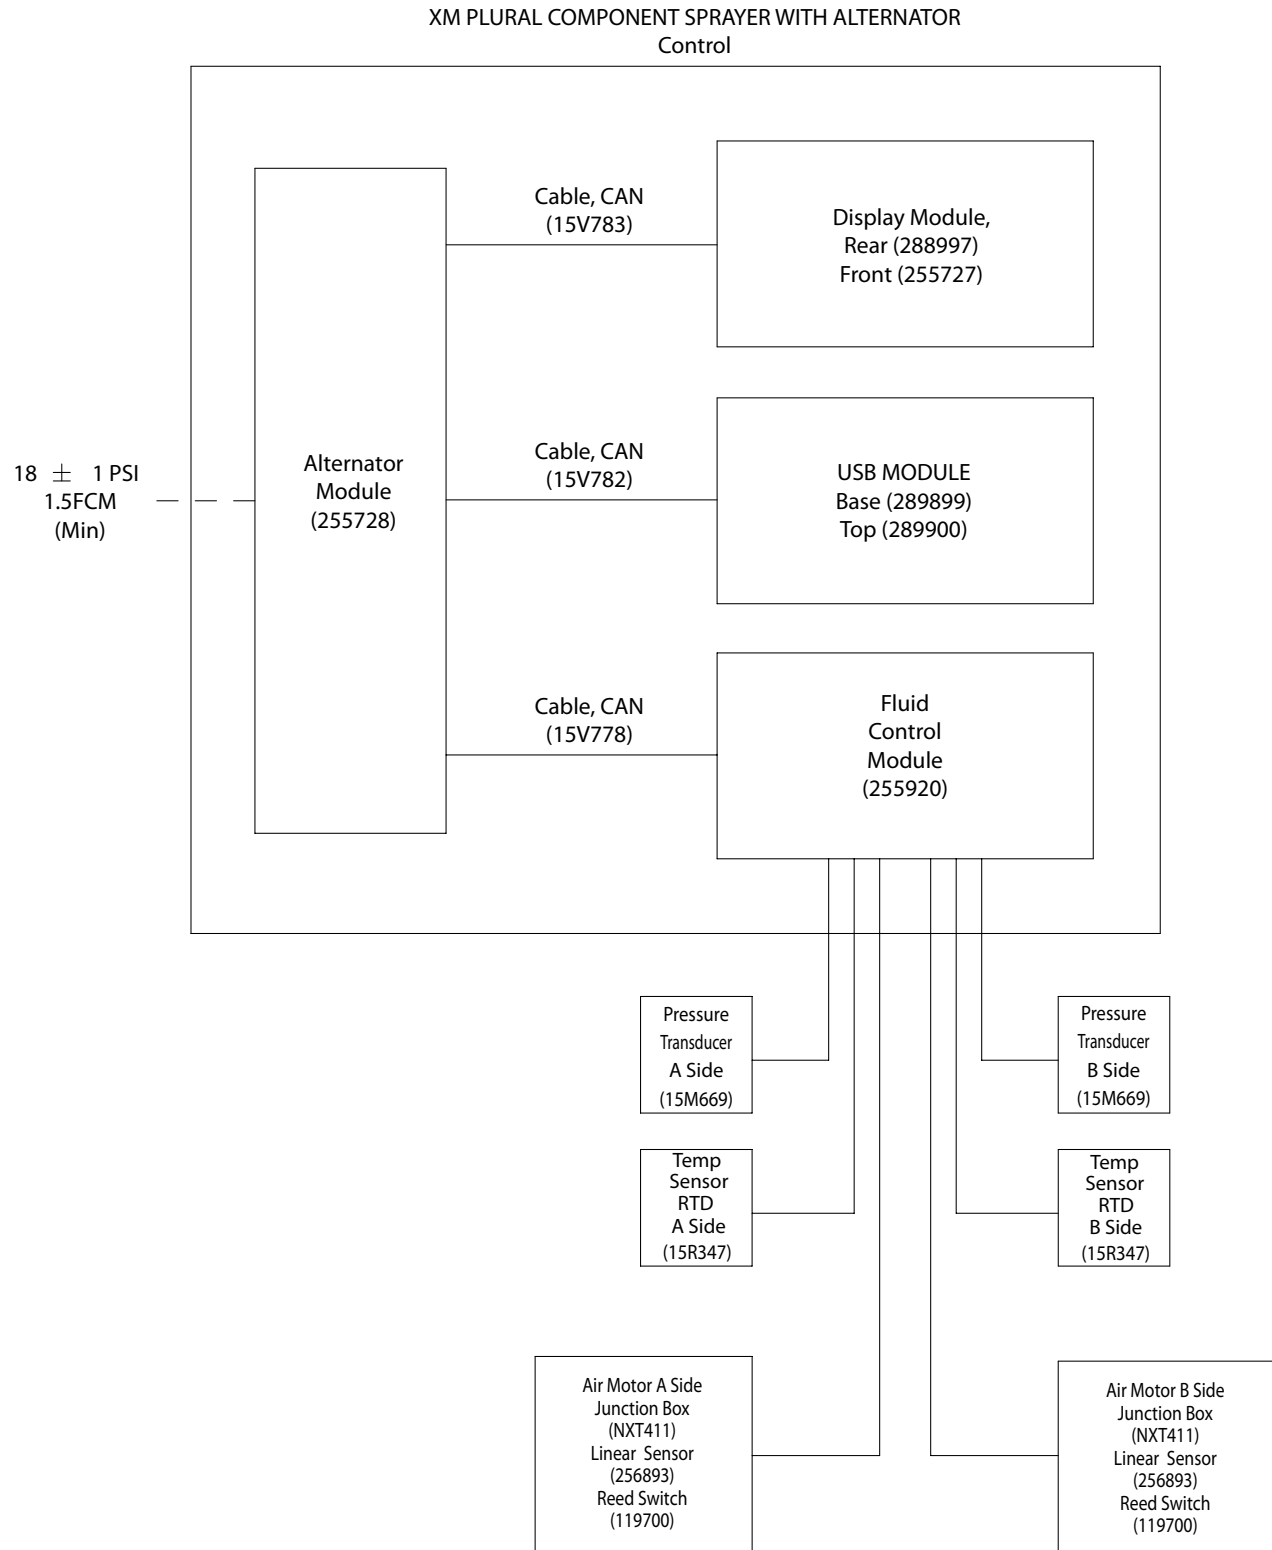 XM PLURAL COMPONENT SPRAYER WITH ALTERNATOR
Control
Cable, CAN
(15V783)
Display Module,
Rear (288997)
Front (255727)
18 ± 1 PSI
1.5FCM
(Min)
Alternator
Module
(255728)
Cable, CAN
(15V782)
USB MODULE
Base (289899)
Top (289900)
Cable, CAN
(15V778)
Fluid
Control
Module
(255920)
Pressure
Transducer
A Side
(15M669)
Pressure
Transducer
B Side
(15M669)
Temp
Sensor
RTD
A Side
(15R347)
Temp
Sensor
RTD
B Side
(15R347)
Air Motor A Side
Junction Box
(NXT411)
Linear Sensor
(256893)
Reed Switch
(119700)
Air Motor B Side
Junction Box
(NXT411)
Linear Sensor
(256893)
Reed Switch
(119700)